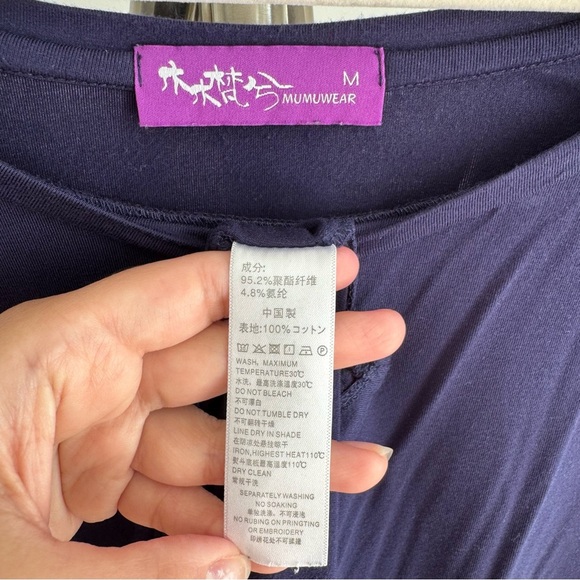 木木梵兮
M
MUMUWEAR
成分:
95.2%聚酯纤维
4.8%氨纶
中国製
表地:100%コットン
WASH, MAXIMUM
TEMPERATURE30℃
水洗，最高洗涤温度30℃
DO NOT BLEACH
不可漂白
DO NOT TUMBLE DRY
不可翻转干燥
LINE DRY IN SHADE
在阴凉处悬挂晾干
IRON, HIGHEST HEAT110℃
熨斗底板最高温度110℃
DRY CLEAN
常规干洗
SEPARATELY WASHING
NO SOAKING
单独洗涤，不可浸泡
NO RUBING ON PRINGTING
or EMBROIDERY
印绣花处不可搓揉